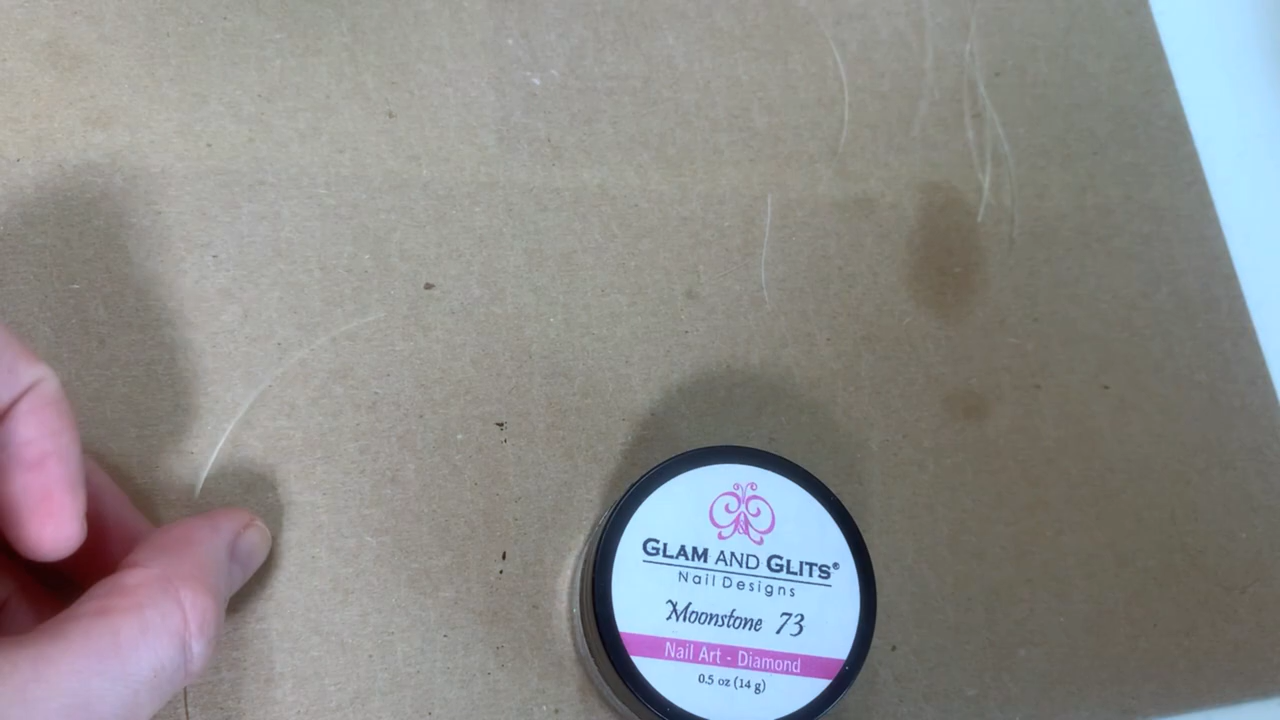 GLAM AND GLITS®
Nail Designs
Moonstone 73
Nail Art - Diamond
0.5 oz (14 g)